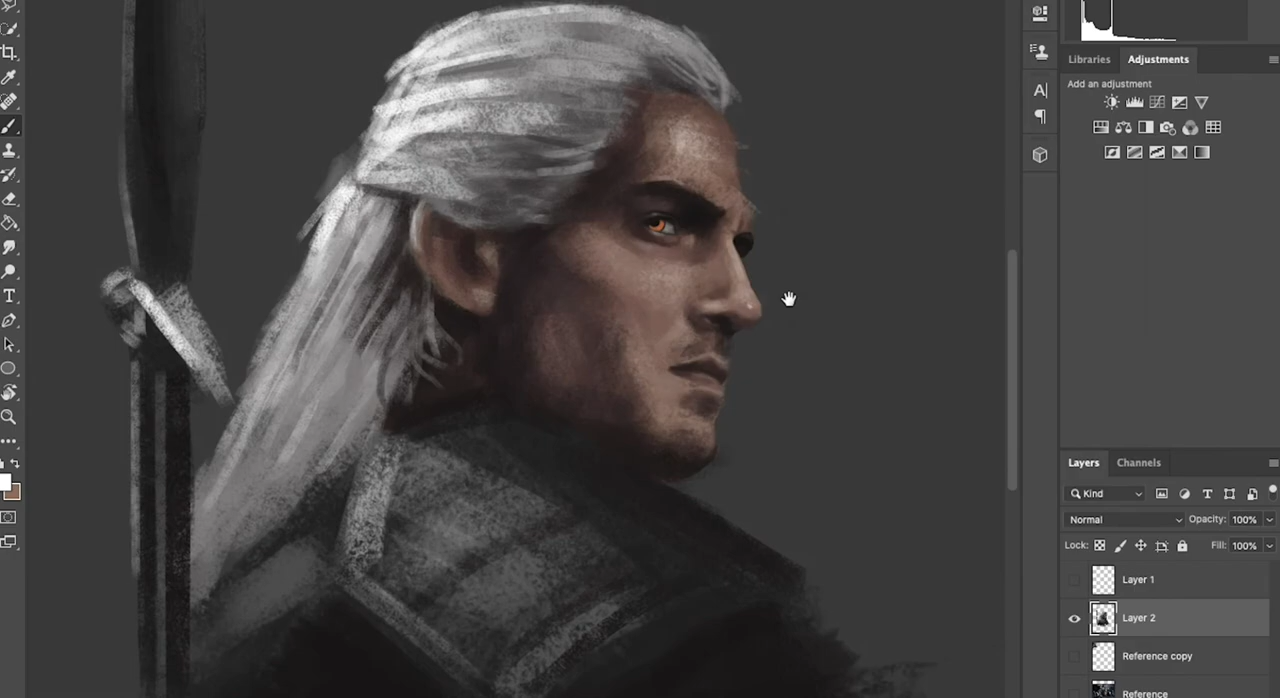 Libraries Adjustments
Add an adjustment
Layers Channels
Kind
Normal Opacity: 100%
Lock: Fill: 100%
Layer 1
Layer 2
Reference copy
Reference